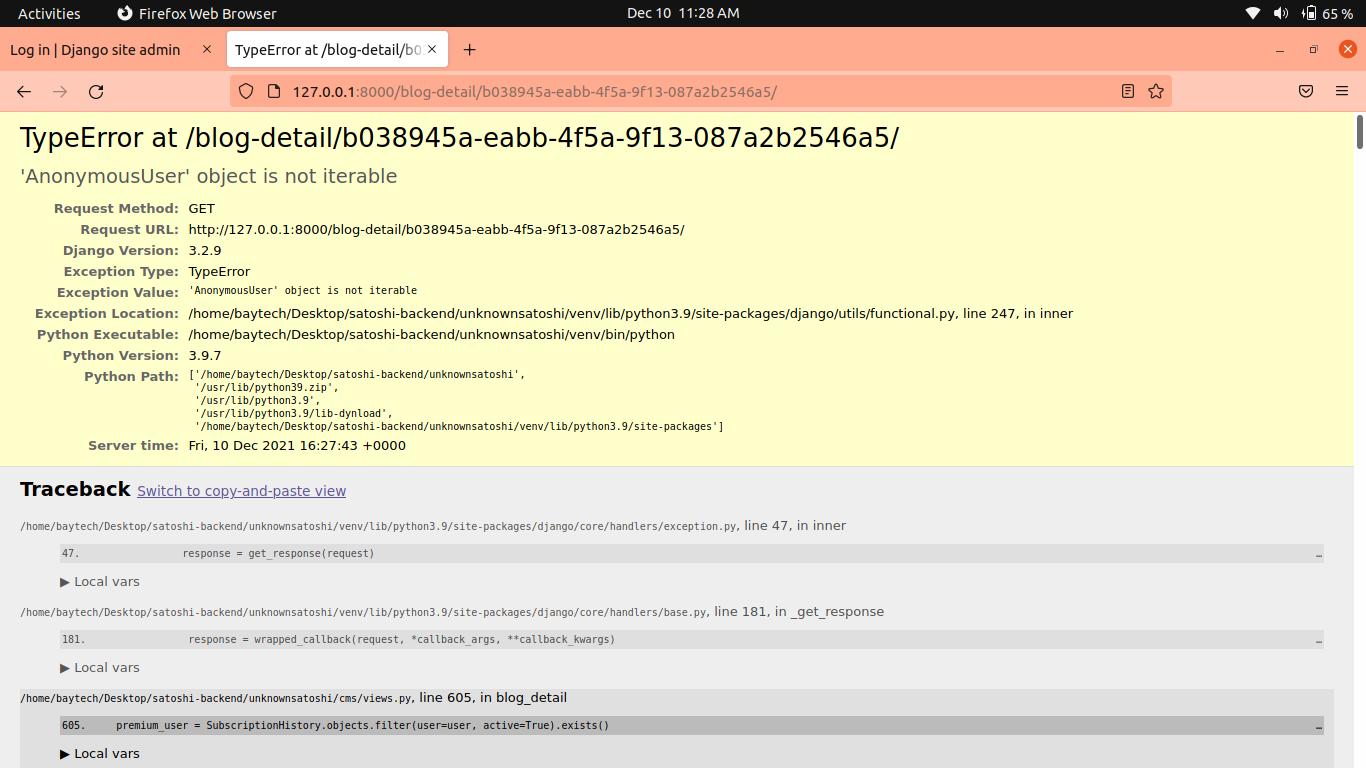 Activities Firefox Web Browser Dec 10 11:28 AM 65 %
Log in | Django site admin TypeError at /blog-detail/b0
127.0.0.1:8000/blog-detail/b038945a-eabb-4f5a-9f13-087a2b2546a5/
TypeError at /blog-detail/b038945a-eabb-4f5a-9f13-087a2b2546a5/
'AnonymousUser' object is not iterable
Request Method: GET
Request URL: http://127.0.0.1:8000/blog-detail/b038945a-eabb-4f5a-9f13-087a2b2546a5/
Django Version: 3.2.9
Exception Type: TypeError
Exception Value: 'AnonymousUser' object is not iterable
Exception Location: /home/baytech/Desktop/satoshi-backend/unknownsatoshi/venv/lib/python3.9/site-packages/django/utils/functional.py, line 247, in inner
Python Executable: /home/baytech/Desktop/satoshi-backend/unknownsatoshi/venv/bin/python
Python Version: 3.9.7
Python Path: ['/home/baytech/Desktop/satoshi-backend/unknownsatoshi',
'/usr/lib/python39.zip',
'/usr/lib/python3.9',
'/usr/lib/python3.9/lib-dynload',
'/home/baytech/Desktop/satoshi-backend/unknownsatoshi/venv/lib/python3.9/site-packages']
Server time: Fri, 10 Dec 2021 16:27:43 +0000
Traceback Switch to copy-and-paste view
/home/baytech/Desktop/satoshi-backend/unknownsatoshi/venv/lib/python3.9/site-packages/django/core/handlers/exception.py, line 47, in inner
47. response = get_response(request) …
▶ Local vars
/home/baytech/Desktop/satoshi-backend/unknownsatoshi/venv/lib/python3.9/site-packages/django/core/handlers/base.py, line 181, in _get_response
181. response = wrapped_callback(request, *callback_args, **callback_kwargs) …
▶ Local vars
/home/baytech/Desktop/satoshi-backend/unknownsatoshi/cms/views.py, line 605, in blog_detail
605. premium_user = SubscriptionHistory.objects.filter(user=user, active=True).exists() …
▶ Local vars